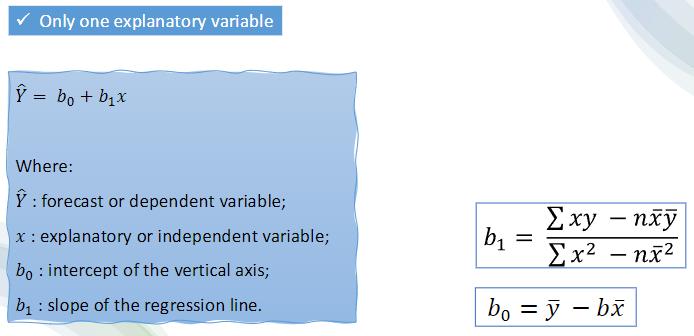 ✓ Only one explanatory variable
Ŷ = b₀ + b₁x
Where:
Ŷ : forecast or dependent variable;
x : explanatory or independent variable;
b₀ : intercept of the vertical axis;
b₁ : slope of the regression line.
b₁ = (∑ xy − nx̄ȳ) / (∑ x² − nx̄²)
b₀ = ȳ − bx̄